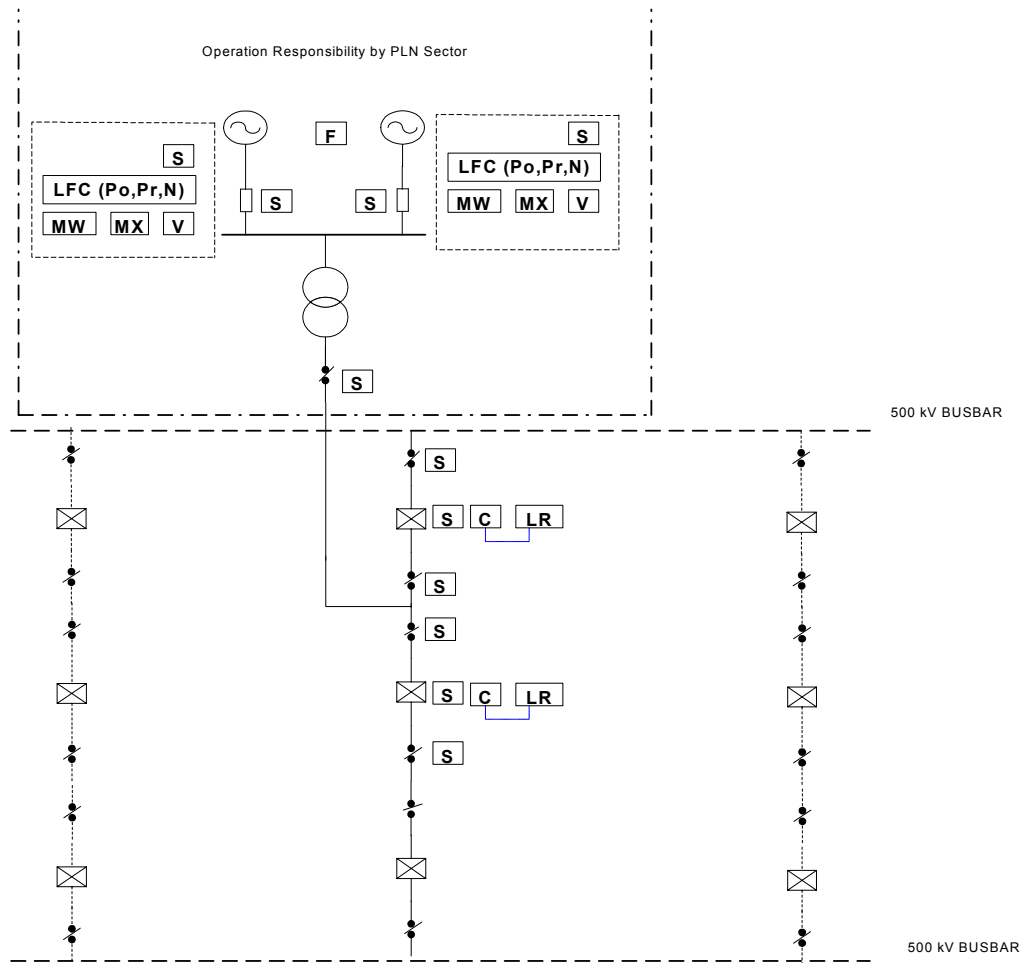 Operation Responsibility by PLN Sector
F
S
S
LFC (Po,Pr,N)
MW MX V
S
S
S
LFC (Po,Pr,N)
MW MX V
S
500 kV BUSBAR
S
S C LR
S
S
S C LR
S
500 kV BUSBAR